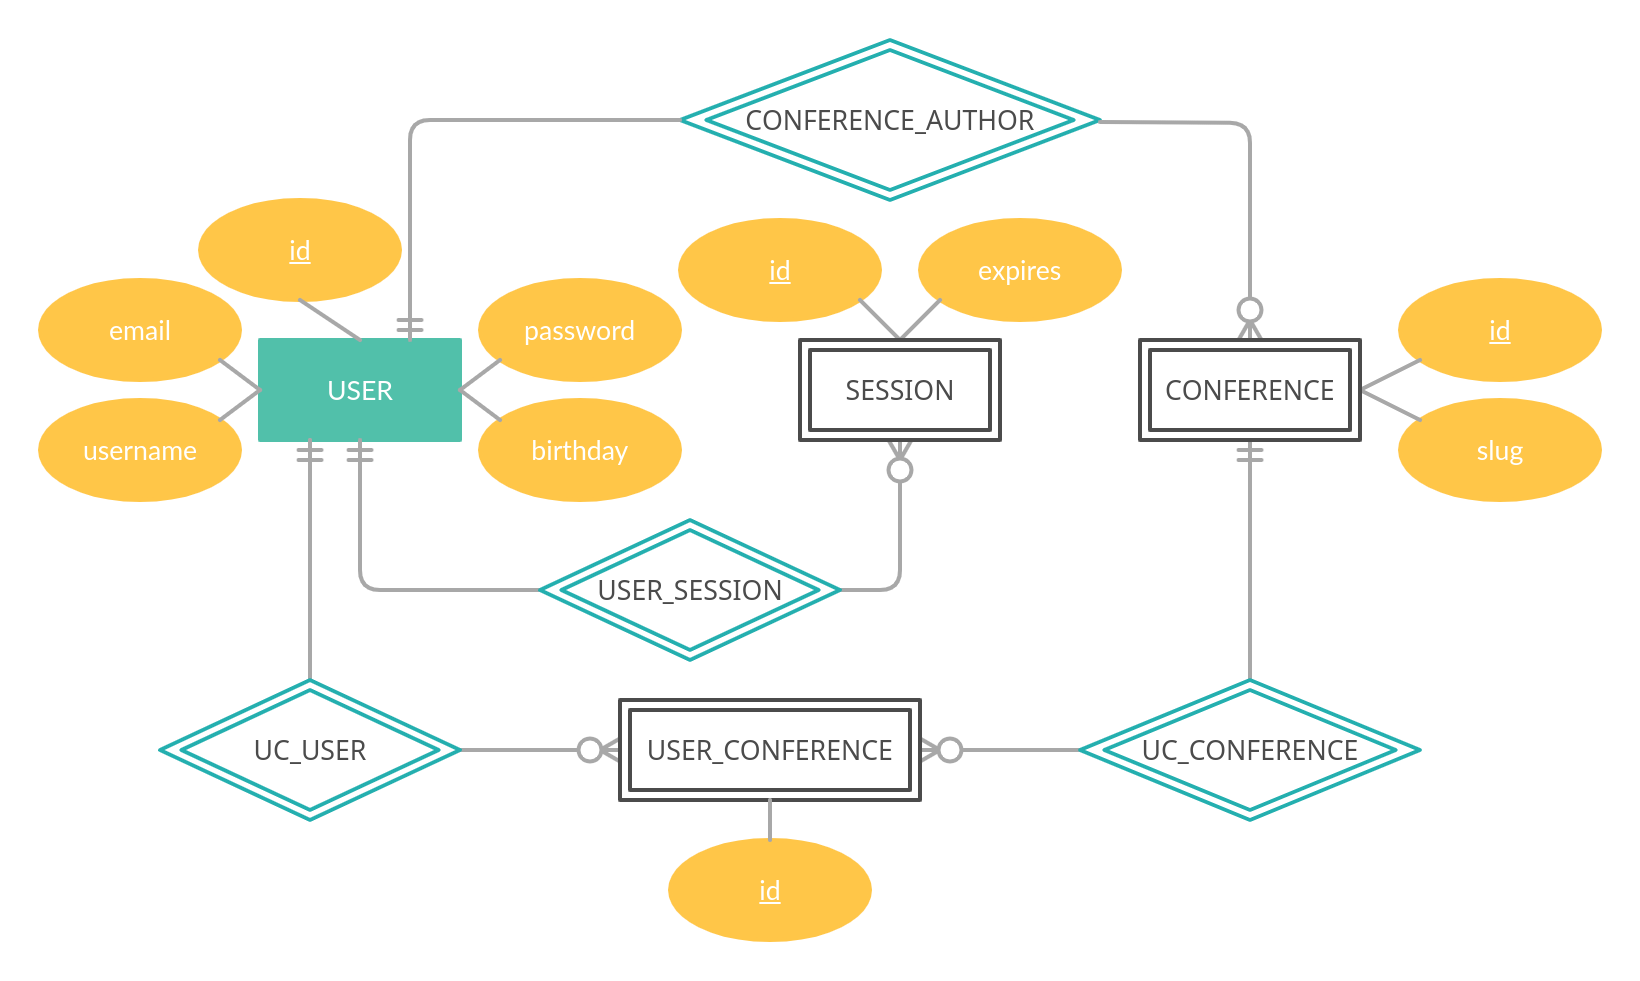 CONFERENCE_AUTHOR
id
id
expires
email
password
id
USER
SESSION
CONFERENCE
username
birthday
slug
USER_SESSION
UC_USER
USER_CONFERENCE
UC_CONFERENCE
id